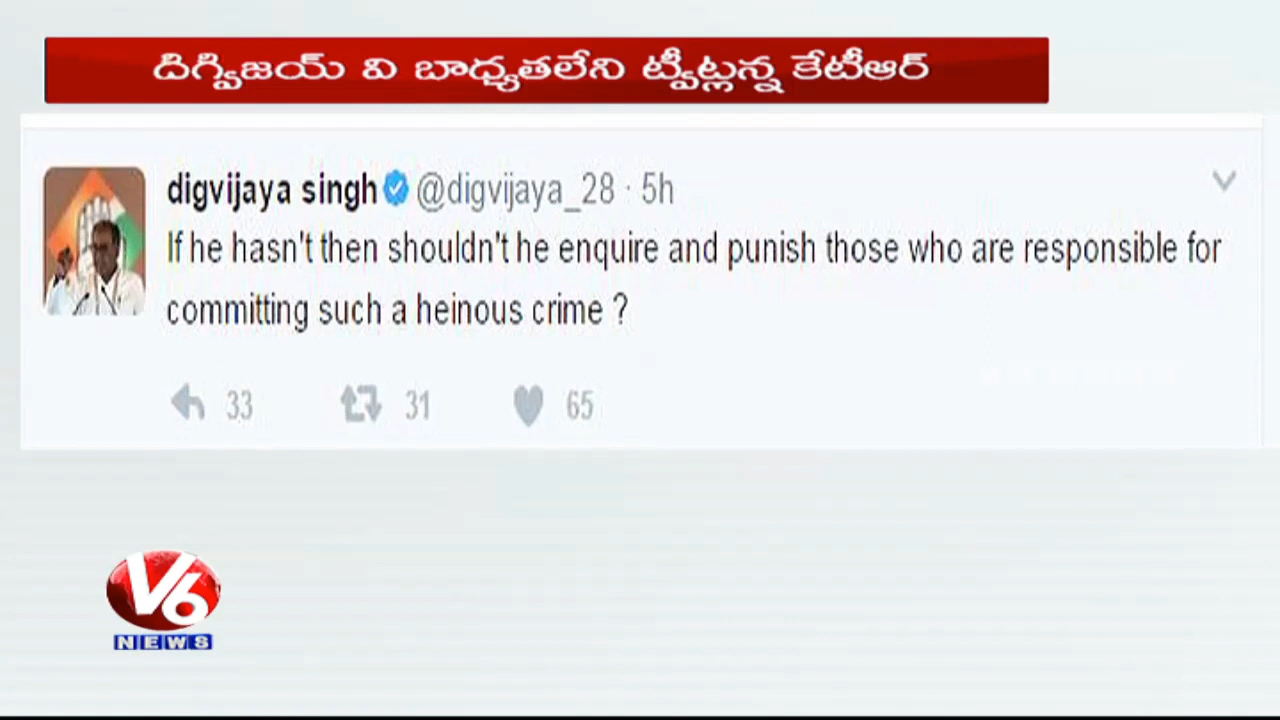 దిగ్విజయ్ వి బాధ్యతలేని ట్వీట్లన్న కేటీఆర్
digvijaya singh @digvijaya_28 · 5h
If he hasn't then shouldn't he enquire and punish those who are responsible for
committing such a heinous crime ?
33 31 65
V6
NEWS